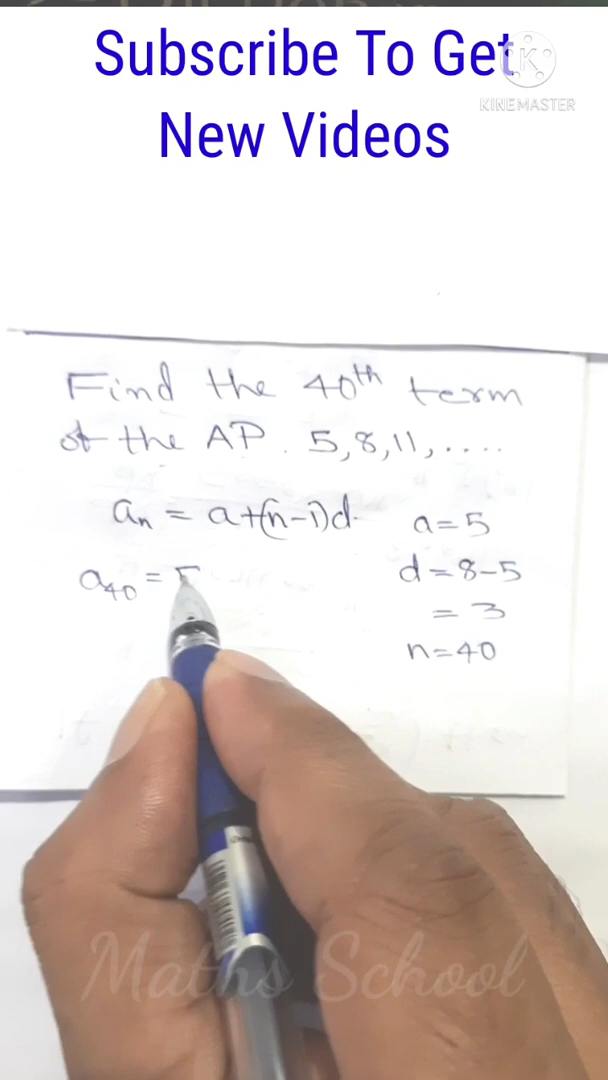 Subscribe To Get
New Videos
KINEMASTER
Find the 40th term
of the AP. 5,8,11,....
an = a+(n-1)d.
a=5
a40 = 5
d=8-5
= 3
n=40
Maths School